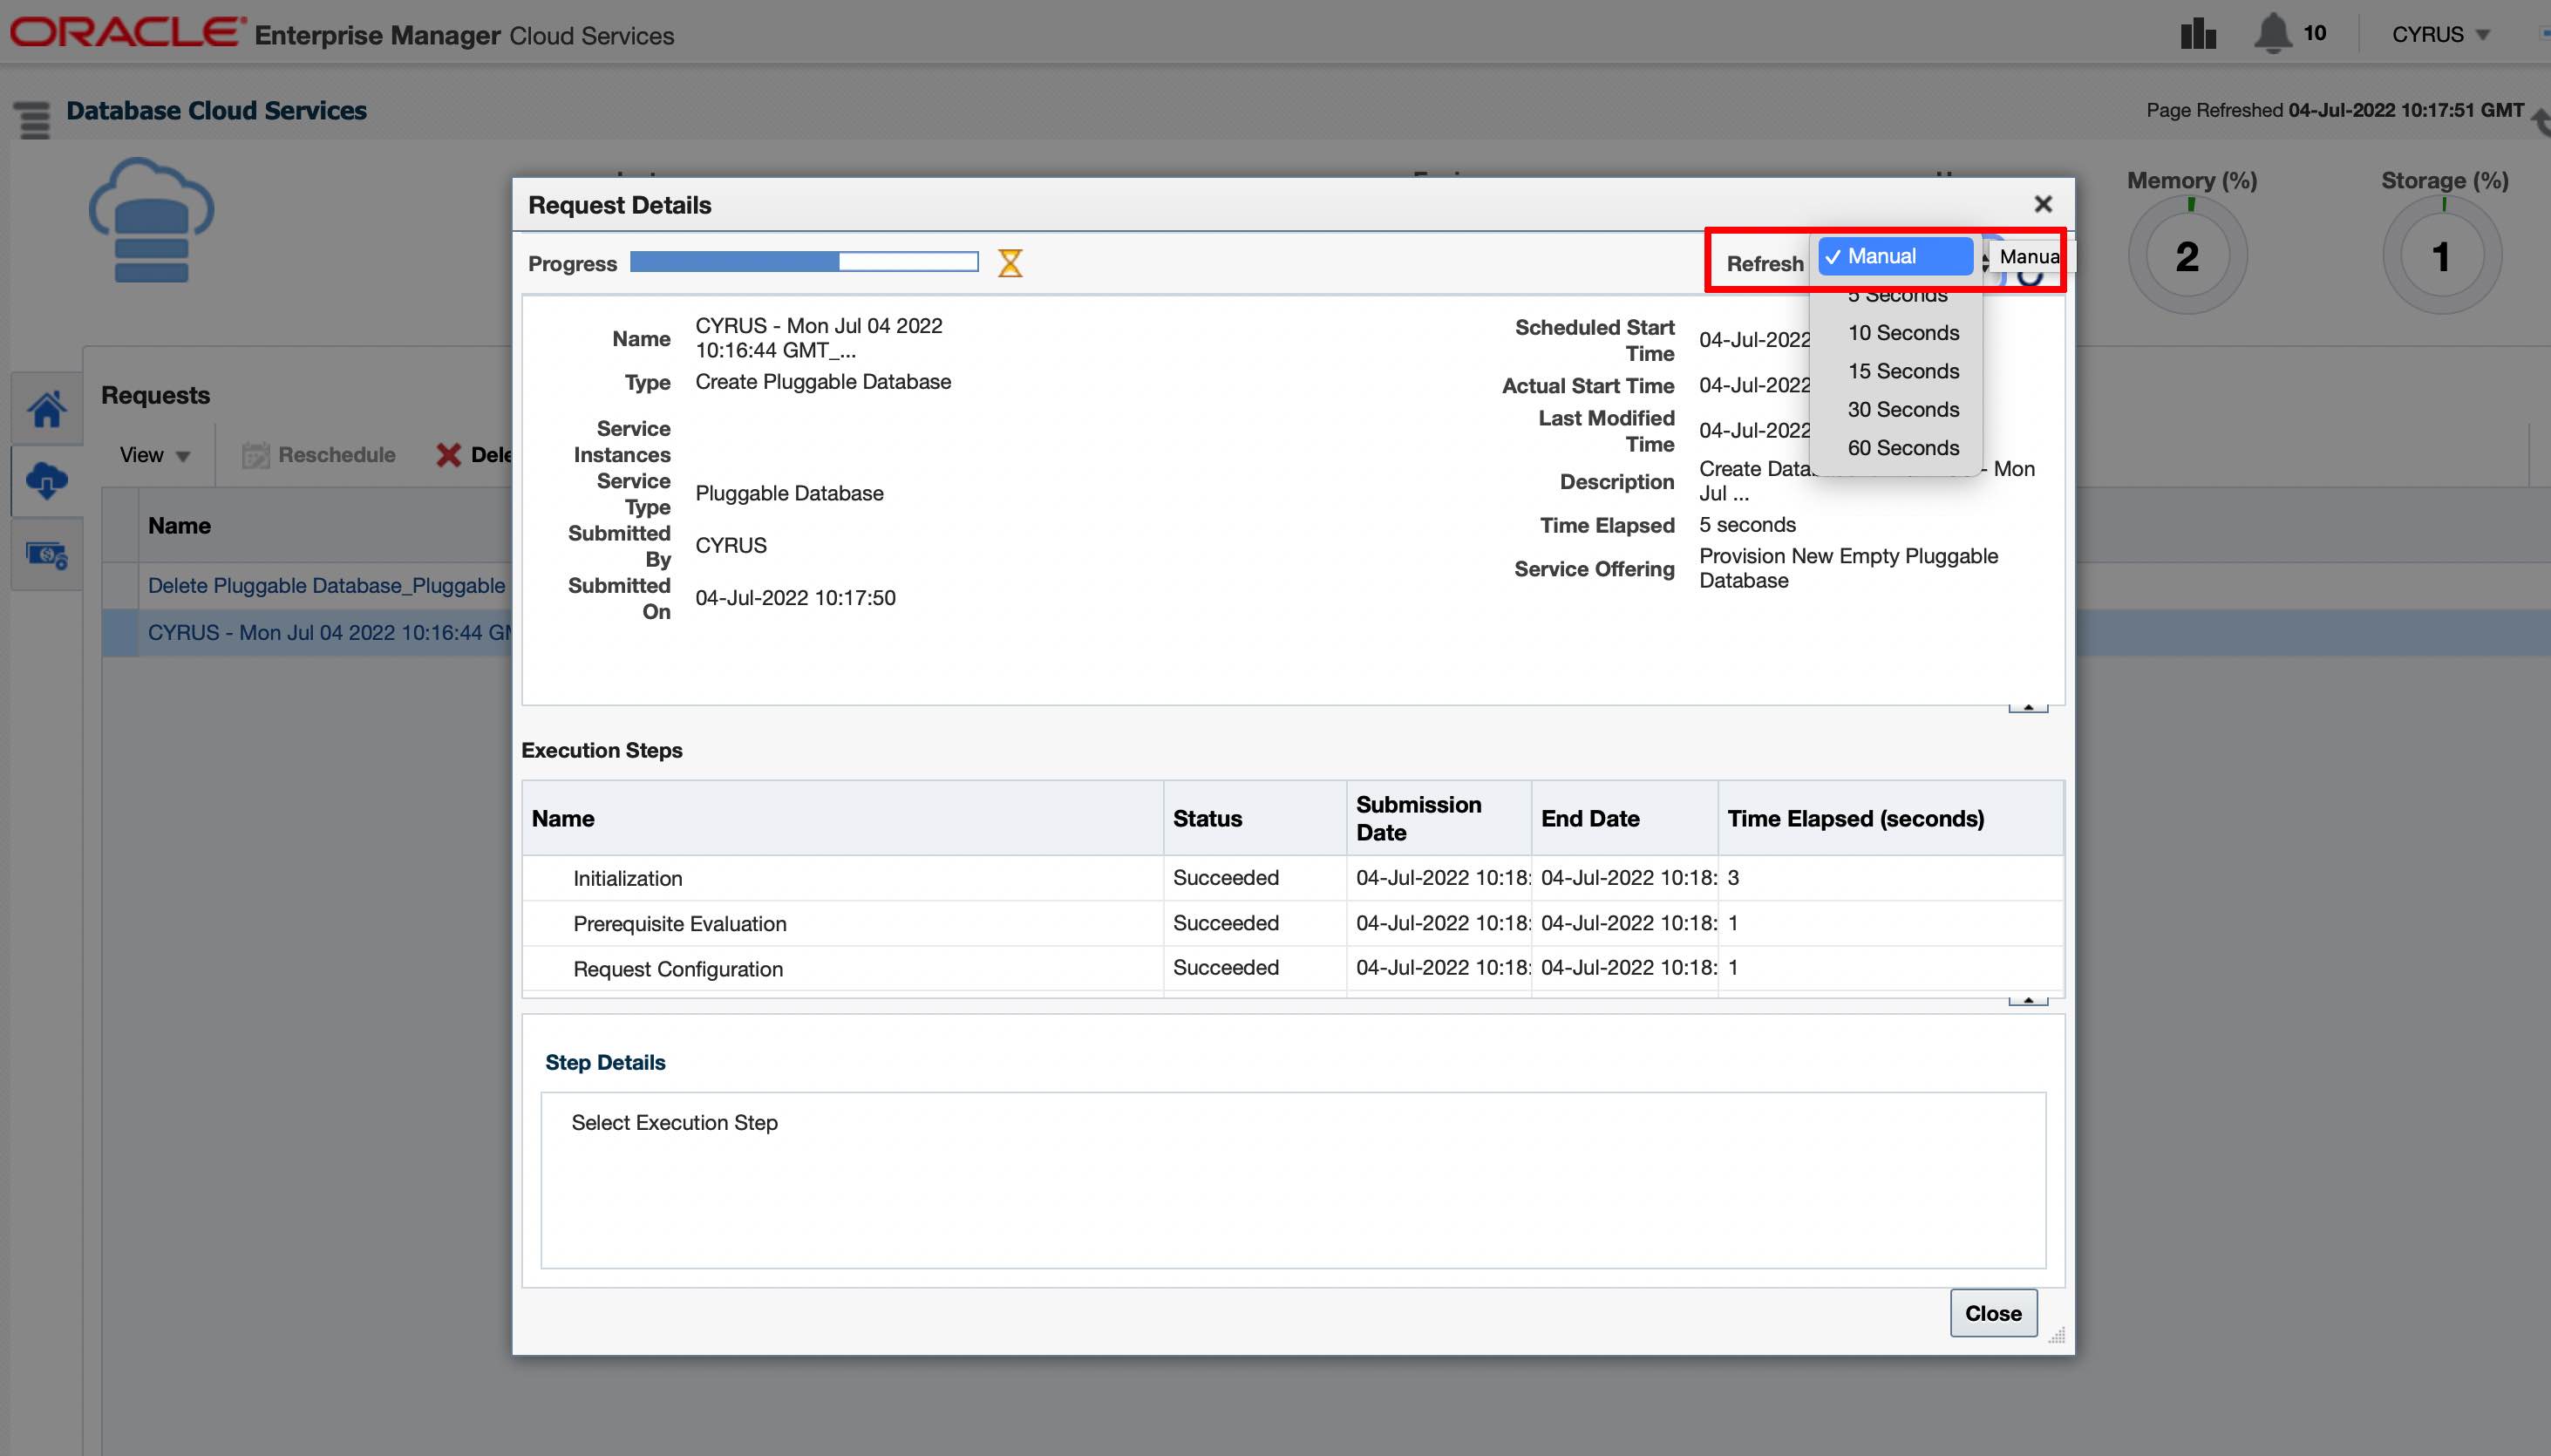 ORACLE Enterprise Manager Cloud Services
10
CYRUS
Database Cloud Services
Page Refreshed 04-Jul-2022 10:17:51 GMT
Memory (%)
2
Storage (%)
1
Requests
View
Reschedule
Dele
Name
Delete Pluggable Database_Pluggable
CYRUS - Mon Jul 04 2022 10:16:44 GM
Request Details
Progress
Refresh
✓ Manual
Manua
5 Seconds
10 Seconds
15 Seconds
30 Seconds
60 Seconds
Name
CYRUS - Mon Jul 04 2022
10:16:44 GMT_...
Type
Create Pluggable Database
Service
Instances
Service
Type
Pluggable Database
Submitted
By
CYRUS
Submitted
On
04-Jul-2022 10:17:50
Scheduled Start
Time
04-Jul-2022
Actual Start Time
04-Jul-2022
Last Modified
Time
04-Jul-2022
Description
Create Data - Mon
Jul ...
Time Elapsed
5 seconds
Service Offering
Provision New Empty Pluggable
Database
Execution Steps
Name
Status
Submission
Date
End Date
Time Elapsed (seconds)
Initialization Succeeded 04-Jul-2022 10:18: 04-Jul-2022 10:18: 3
Prerequisite Evaluation Succeeded 04-Jul-2022 10:18: 04-Jul-2022 10:18: 1
Request Configuration Succeeded 04-Jul-2022 10:18: 04-Jul-2022 10:18: 1
Step Details
Select Execution Step
Close